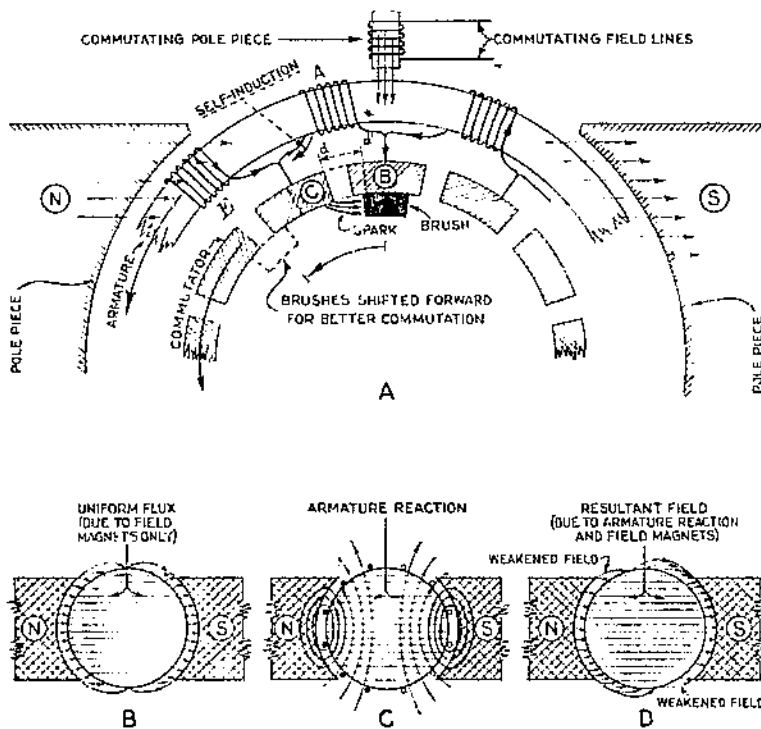 COMMUTATING POLE PIECE
COMMUTATING FIELD LINES
SELF-INDUCTION
A
d
N
B
C
S
E
SPARK
BRUSH
ARMATURE
COMMUTATOR
BRUSHES SHIFTED FORWARD
FOR BETTER COMMUTATION
POLE PIECE
POLE PIECE
A
UNIFORM FLUX
(DUE TO FIELD
MAGNETS ONLY)
N
S
B
ARMATURE REACTION
N
S
C
RESULTANT FIELD
(DUE TO ARMATURE REACTION
AND FIELD MAGNETS)
WEAKENED FIELD
N
S
WEAKENED FIELD
D